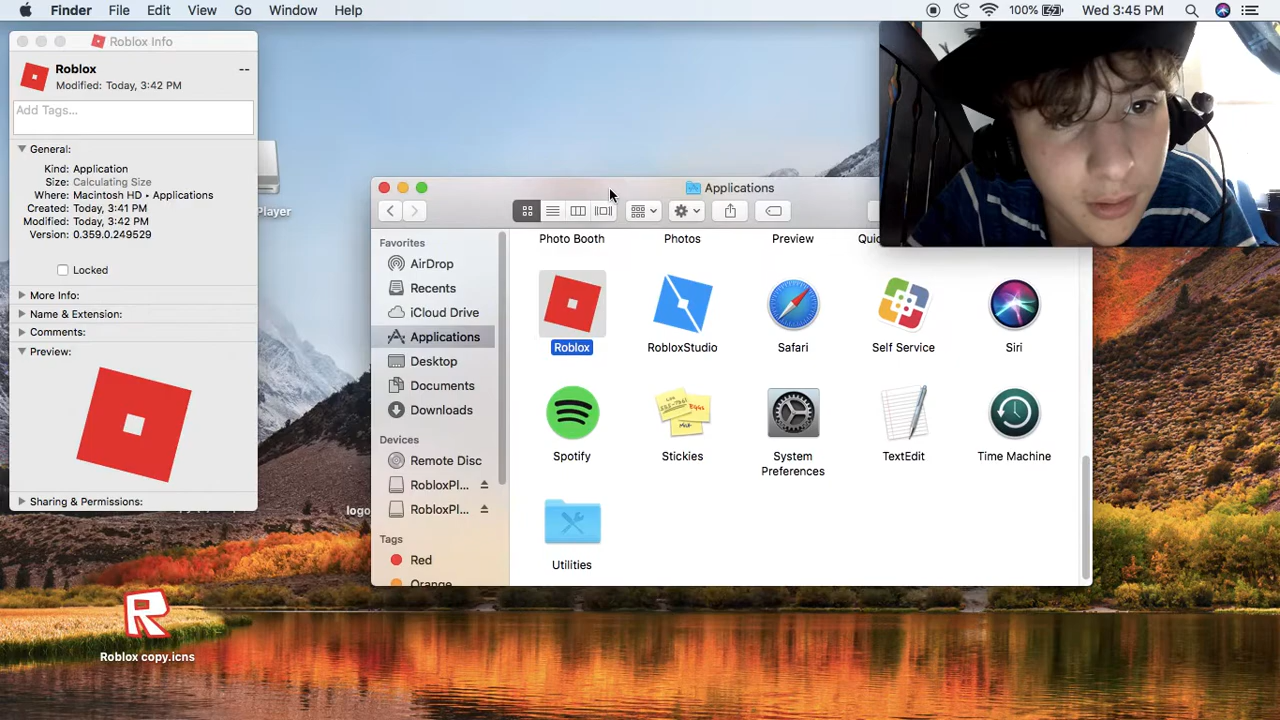 Finder File Edit View Go Window Help 100% Wed 3:45 PM
Roblox Info
Roblox --
Modified: Today, 3:42 PM
Add Tags...
General:
Kind: Application
Size: Calculating Size
Where: Macintosh HD • Applications
Created: Today, 3:41 PM
Modified: Today, 3:42 PM
Version: 0.359.0.249529
Locked
More Info:
Name & Extension:
Comments:
Preview:
Sharing & Permissions:
Player
logo
Roblox copy.icns
Applications
Favorites
AirDrop
Recents
iCloud Drive
Applications
Desktop
Documents
Downloads
Devices
Remote Disc
RobloxPl...
RobloxPl...
Tags
Red
Orange
Photo Booth Photos Preview Quic
Roblox RobloxStudio Safari Self Service Siri
Spotify Stickies System Preferences TextEdit Time Machine
Utilities